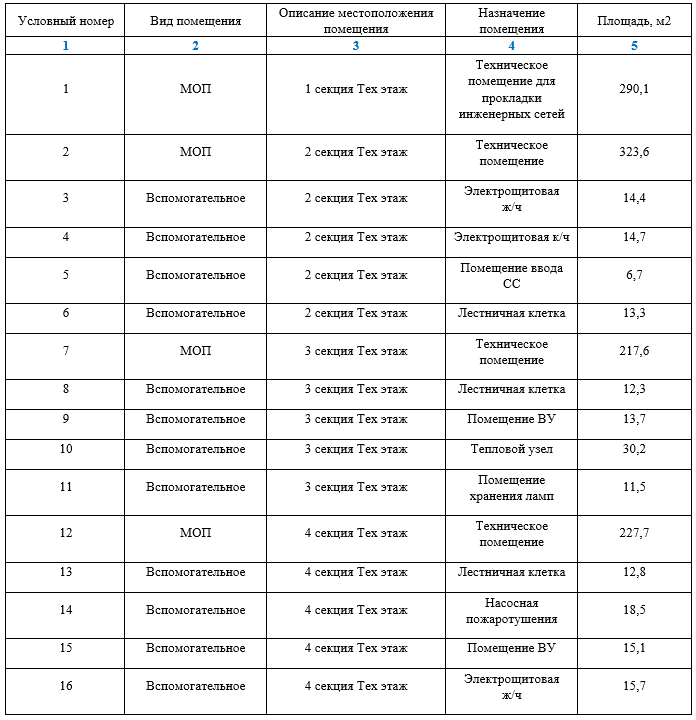 Условный номер Вид помещения Описание местоположения помещения Назначение помещения Площадь, м2
1 2 3 4 5
1 МОП 1 секция Тех этаж Техническое помещение для прокладки инженерных сетей 290,1
2 МОП 2 секция Тех этаж Техническое помещение 323,6
3 Вспомогательное 2 секция Тех этаж Электрощитовая ж/ч 14,4
4 Вспомогательное 2 секция Тех этаж Электрощитовая к/ч 14,7
5 Вспомогательное 2 секция Тех этаж Помещение ввода СС 6,7
6 Вспомогательное 2 секция Тех этаж Лестничная клетка 13,3
7 МОП 3 секция Тех этаж Техническое помещение 217,6
8 Вспомогательное 3 секция Тех этаж Лестничная клетка 12,3
9 Вспомогательное 3 секция Тех этаж Помещение ВУ 13,7
10 Вспомогательное 3 секция Тех этаж Тепловой узел 30,2
11 Вспомогательное 3 секция Тех этаж Помещение хранения ламп 11,5
12 МОП 4 секция Тех этаж Техническое помещение 227,7
13 Вспомогательное 4 секция Тех этаж Лестничная клетка 12,8
14 Вспомогательное 4 секция Тех этаж Насосная пожаротушения 18,5
15 Вспомогательное 4 секция Тех этаж Помещение ВУ 15,1
16 Вспомогательное 4 секция Тех этаж Электрощитовая ж/ч 15,7